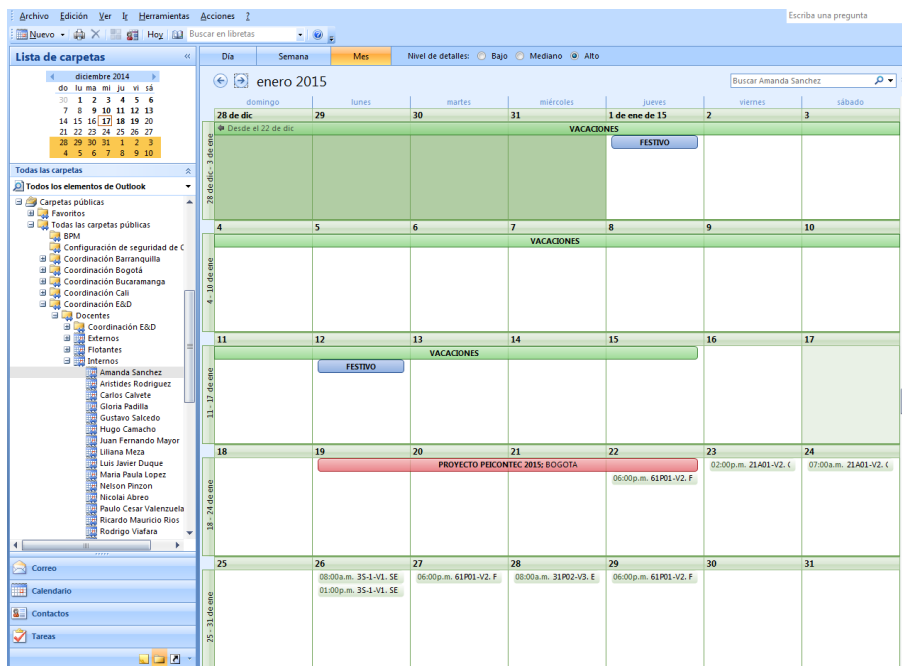 Archivo Edición Ver Ir Herramientas Acciones ?
Escriba una pregunta
Nuevo Hoy Buscar en libretas
Lista de carpetas «
Día Semana Mes Nivel de detalles: Bajo Mediano Alto
diciembre 2014
do lu ma mi ju vi sá
30 1 2 3 4 5 6
7 8 9 10 11 12 13
14 15 16 17 18 19 20
21 22 23 24 25 26 27
28 29 30 31 1 2 3
4 5 6 7 8 9 10
Todas las carpetas
Todos los elementos de Outlook
Carpetas públicas
Favoritos
Todas las carpetas públicas
BPM
Configuración de seguridad de C
Coordinación Barranquilla
Coordinación Bogotá
Coordinación Bucaramanga
Coordinación Cali
Coordinación E&D
Docentes
Coordinación E&D
Externos
Flotantes
Internos
Amanda Sanchez
Aristides Rodriguez
Carlos Calvete
Gloria Padilla
Gustavo Salcedo
Hugo Camacho
Juan Fernando Mayor
Liliana Meza
Luis Javier Duque
Maria Paula Lopez
Nelson Pinzon
Nicolai Abreo
Paulo Cesar Valenzuela
Ricardo Mauricio Rios
Rodrigo Viafara
Correo
Calendario
Contactos
Tareas
enero 2015
Buscar Amanda Sanchez
domingo lunes martes miércoles jueves viernes sábado
28 de dic - 3 de ene
28 de dic 29 30 31 1 de ene de 15 2 3
Desde el 22 de dic VACACIONES
FESTIVO
4 - 10 de ene
4 5 6 7 8 9 10
VACACIONES
11 - 17 de ene
11 12 13 14 15 16 17
VACACIONES
FESTIVO
18 - 24 de ene
18 19 20 21 22 23 24
PROYECTO PEICONTEC 2015; BOGOTA 02:00p.m. 21A01-V2. ( 07:00a.m. 21A01-V2. (
06:00p.m. 61P01-V2. F
25 - 31 de ene
25 26 27 28 29 30 31
08:00a.m. 3S-1-V1. SE 06:00p.m. 61P01-V2. F 08:00a.m. 31P02-V3. E 06:00p.m. 61P01-V2. F
01:00p.m. 3S-1-V1. SE